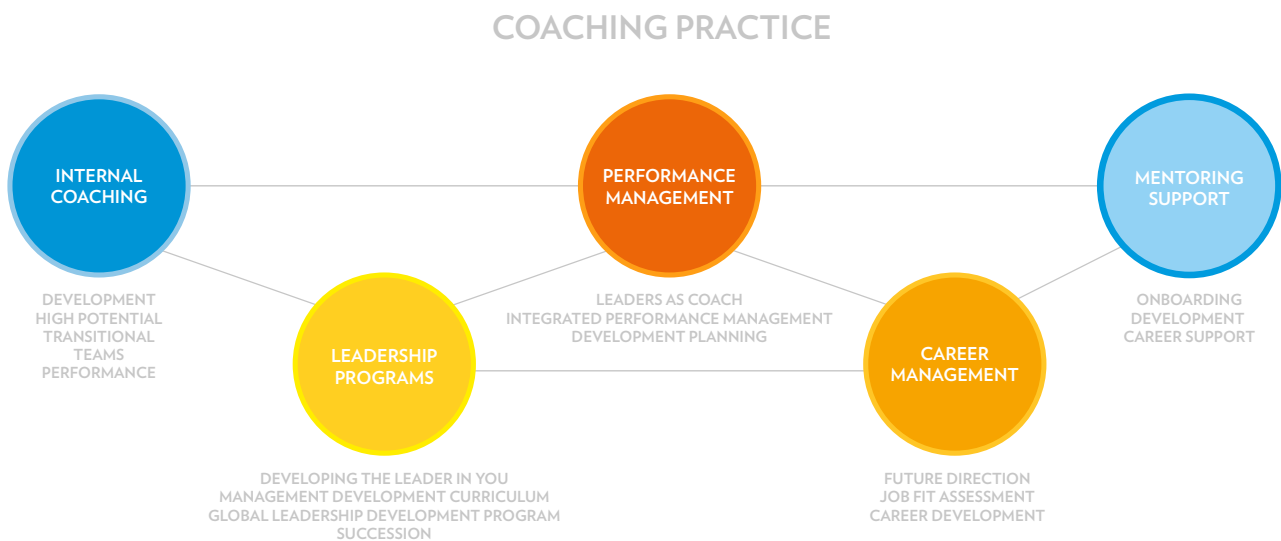 COACHING PRACTICE
INTERNAL
COACHING
DEVELOPMENT
HIGH POTENTIAL
TRANSITIONAL
TEAMS
PERFORMANCE
LEADERSHIP
PROGRAMS
DEVELOPING THE LEADER IN YOU
MANAGEMENT DEVELOPMENT CURRICULUM
GLOBAL LEADERSHIP DEVELOPMENT PROGRAM
SUCCESSION
PERFORMANCE
MANAGEMENT
LEADERS AS COACH
INTEGRATED PERFORMANCE MANAGEMENT
DEVELOPMENT PLANNING
CAREER
MANAGEMENT
FUTURE DIRECTION
JOB FIT ASSESSMENT
CAREER DEVELOPMENT
MENTORING
SUPPORT
ONBOARDING
DEVELOPMENT
CAREER SUPPORT